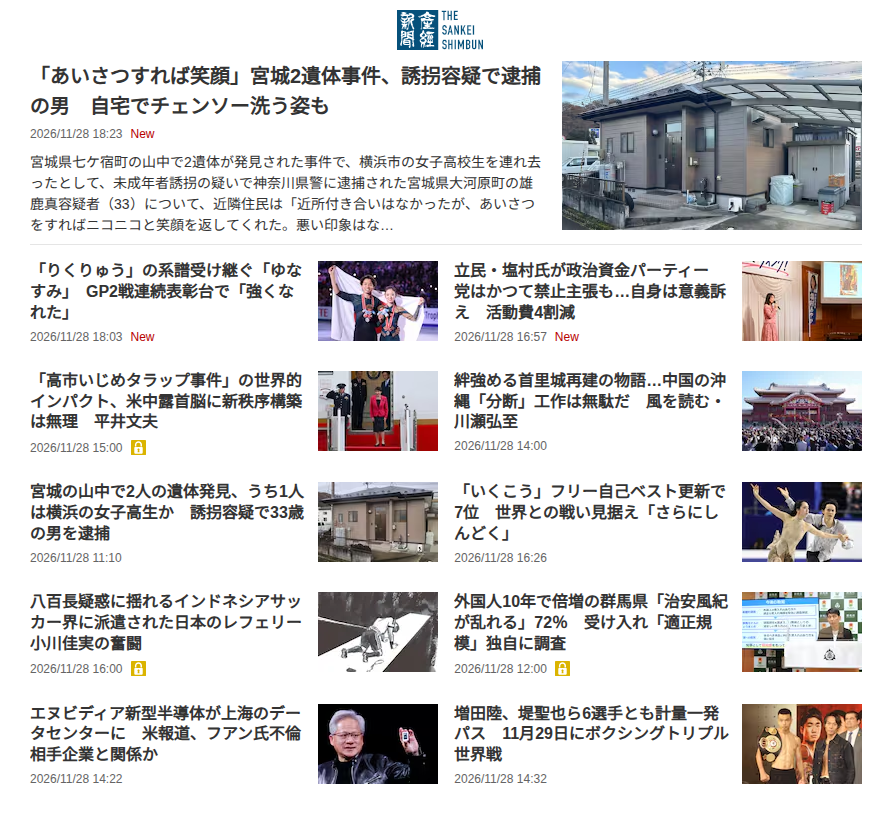 新聞
産經
THE
SANKEI
SHIMBUN
「あいさつすれば笑顔」宮城2遺体事件、誘拐容疑で逮捕
の男　自宅でチェンソー洗う姿も
2026/11/28 18:23 New
宮城県七ケ宿町の山中で2遺体が発見された事件で、横浜市の女子高校生を連れ去
ったとして、未成年者誘拐の疑いで神奈川県警に逮捕された宮城県大河原町の雄
鹿真容疑者（33）について、近隣住民は「近所付き合いはなかったが、あいさつ
をすればニコニコと笑顔を返してくれた。悪い印象はな…
「りくりゅう」の系譜受け継ぐ「ゆな
すみ」　GP2戦連続表彰台で「強くな
れた」
2026/11/28 18:03 New
立民・塩村氏が政治資金パーティー
党はかつて禁止主張も…自身は意義訴
え　活動費4割減
2026/11/28 16:57 New
「高市いじめタラップ事件」の世界的
インパクト、米中露首脳に新秩序構築
は無理　平井文夫
2026/11/28 15:00
絆強める首里城再建の物語…中国の沖
縄「分断」工作は無駄だ　風を読む・
川瀬弘至
2026/11/28 14:00
宮城の山中で2人の遺体発見、うち1人
は横浜の女子高生か　誘拐容疑で33歳
の男を逮捕
2026/11/28 11:10
「いくこう」フリー自己ベスト更新で
7位　世界との戦い見据え「さらにし
んどく」
2026/11/28 16:26
八百長疑惑に揺れるインドネシアサッ
カー界に派遣された日本のレフェリー
小川佳実の奮闘
2026/11/28 16:00
外国人10年で倍増の群馬県「治安風紀
が乱れる」72％　受け入れ「適正規
模」独自に調査
2026/11/28 12:00
エヌビディア新型半導体が上海のデー
タセンターに　米報道、フアン氏不倫
相手企業と関係か
2026/11/28 14:22
増田陸、堤聖也ら6選手とも計量一発
パス　11月29日にボクシングトリプル
世界戦
2026/11/28 14:32